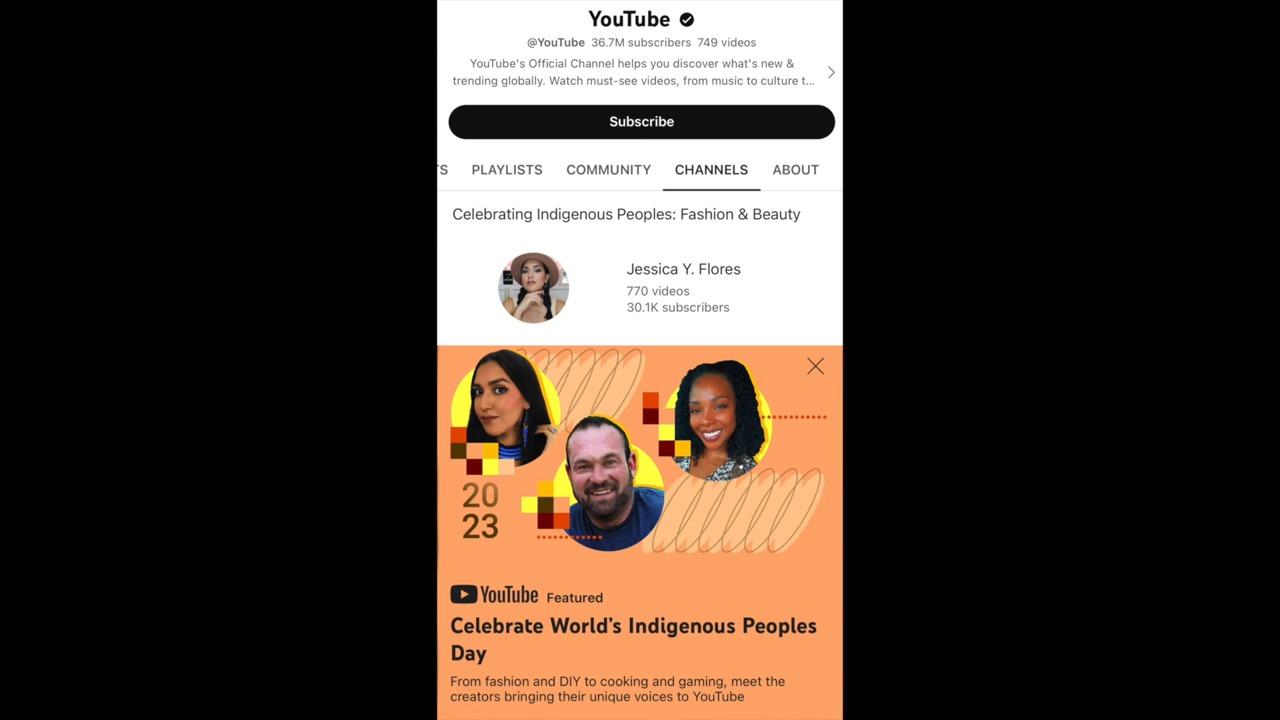 YouTube
@YouTube 36.7M subscribers 749 videos
YouTube's Official Channel helps you discover what's new &
trending globally. Watch must-see videos, from music to culture t...
Subscribe
TS PLAYLISTS COMMUNITY CHANNELS ABOUT
Celebrating Indigenous Peoples: Fashion & Beauty
Jessica Y. Flores
770 videos
30.1K subscribers
20
23
YouTube Featured
Celebrate World’s Indigenous Peoples
Day
From fashion and DIY to cooking and gaming, meet the
creators bringing their unique voices to YouTube